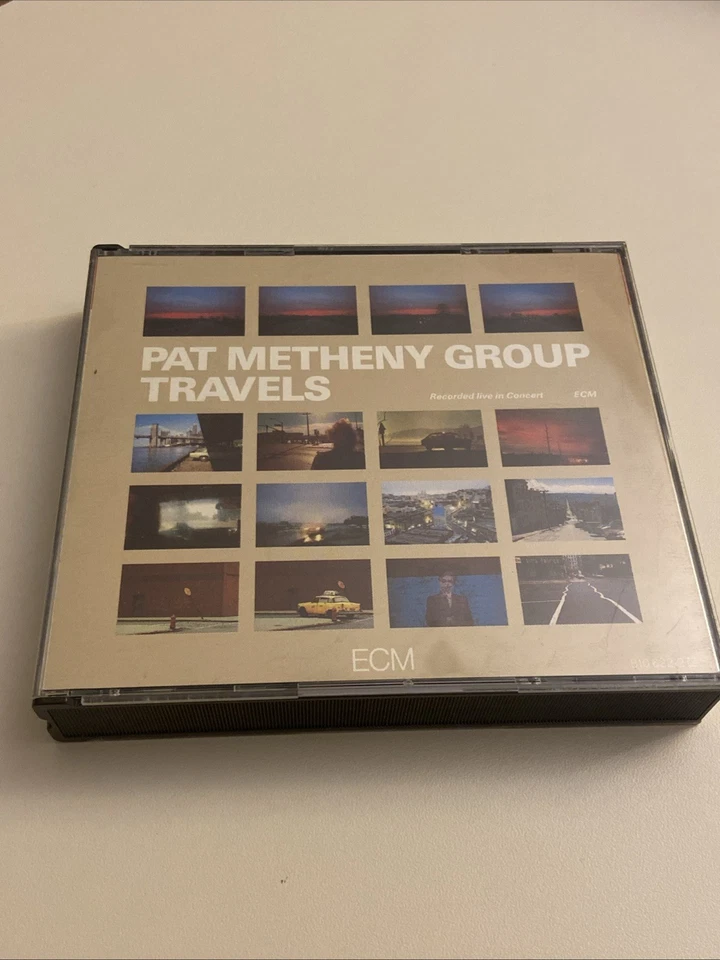 PAT METHENY GROUP
TRAVELS
Recorded live in Concert ECM
ECM